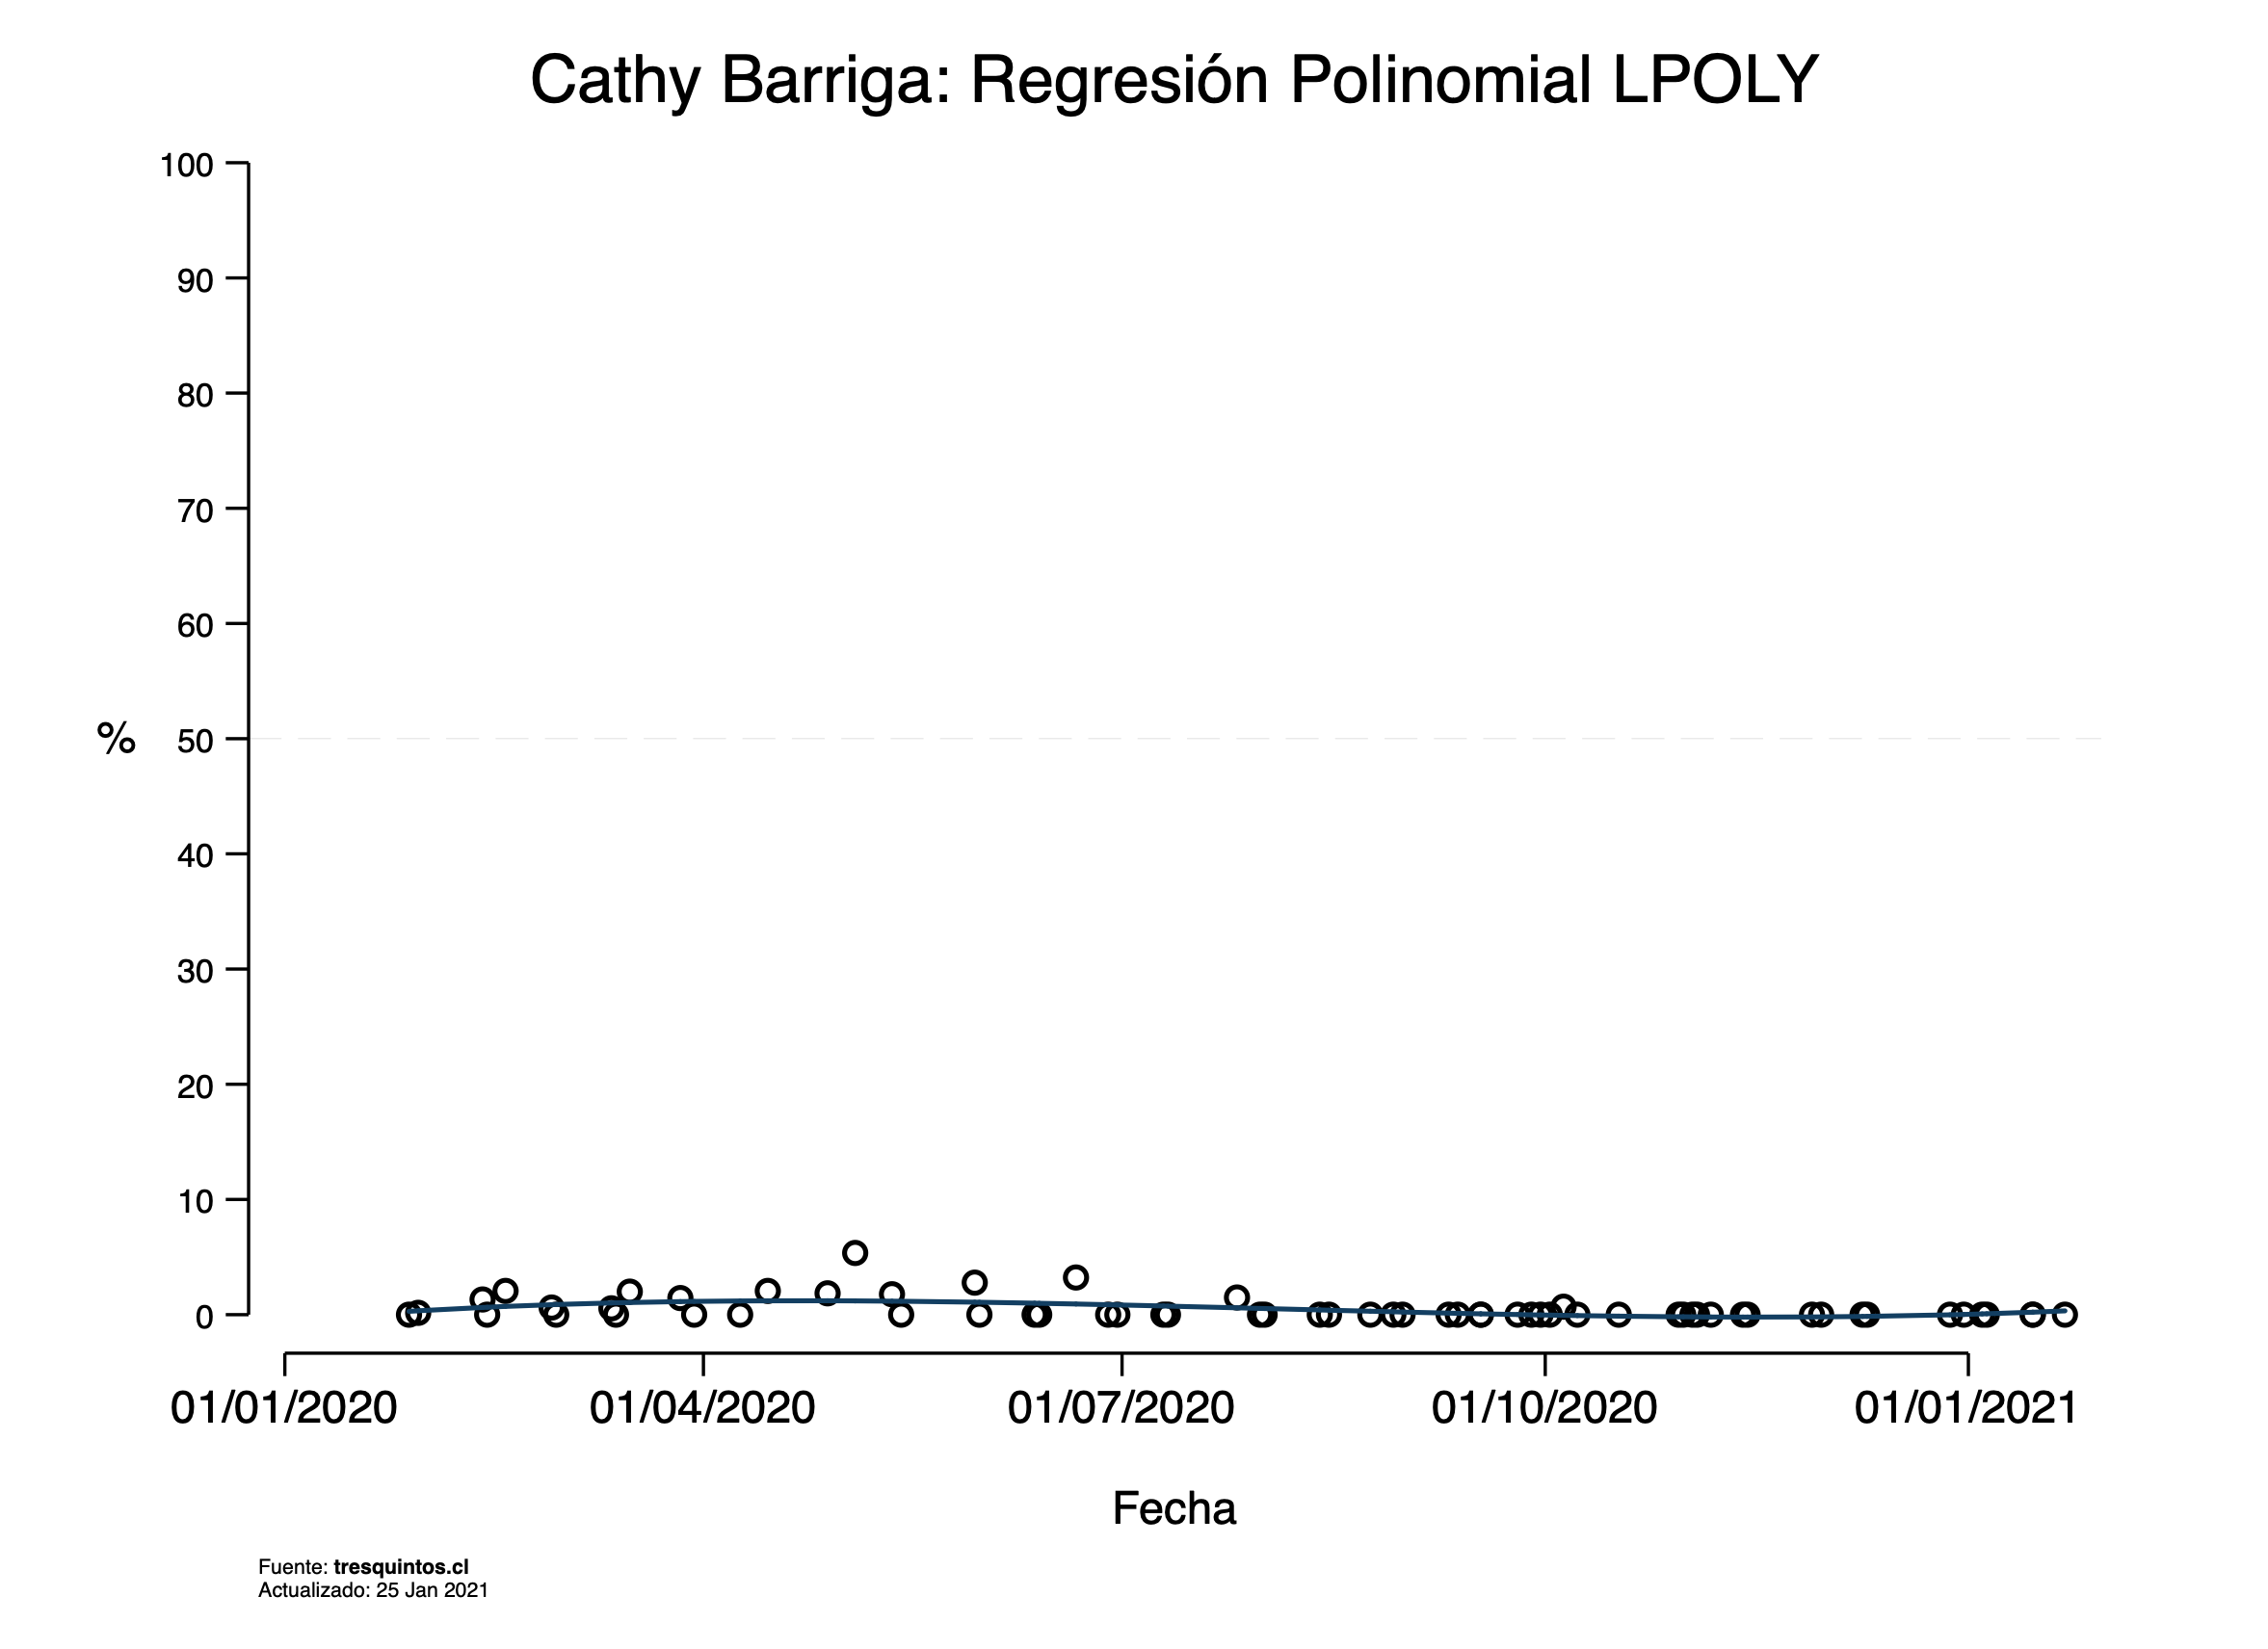 Cathy Barriga: Regresión Polinomial LPOLY
100
90
80
70
60
% 50
40
30
20
10
0
01/01/2020 01/04/2020 01/07/2020 01/10/2020 01/01/2021
Fecha
Fuente: tresquintos.cl
Actualizado: 25 Jan 2021